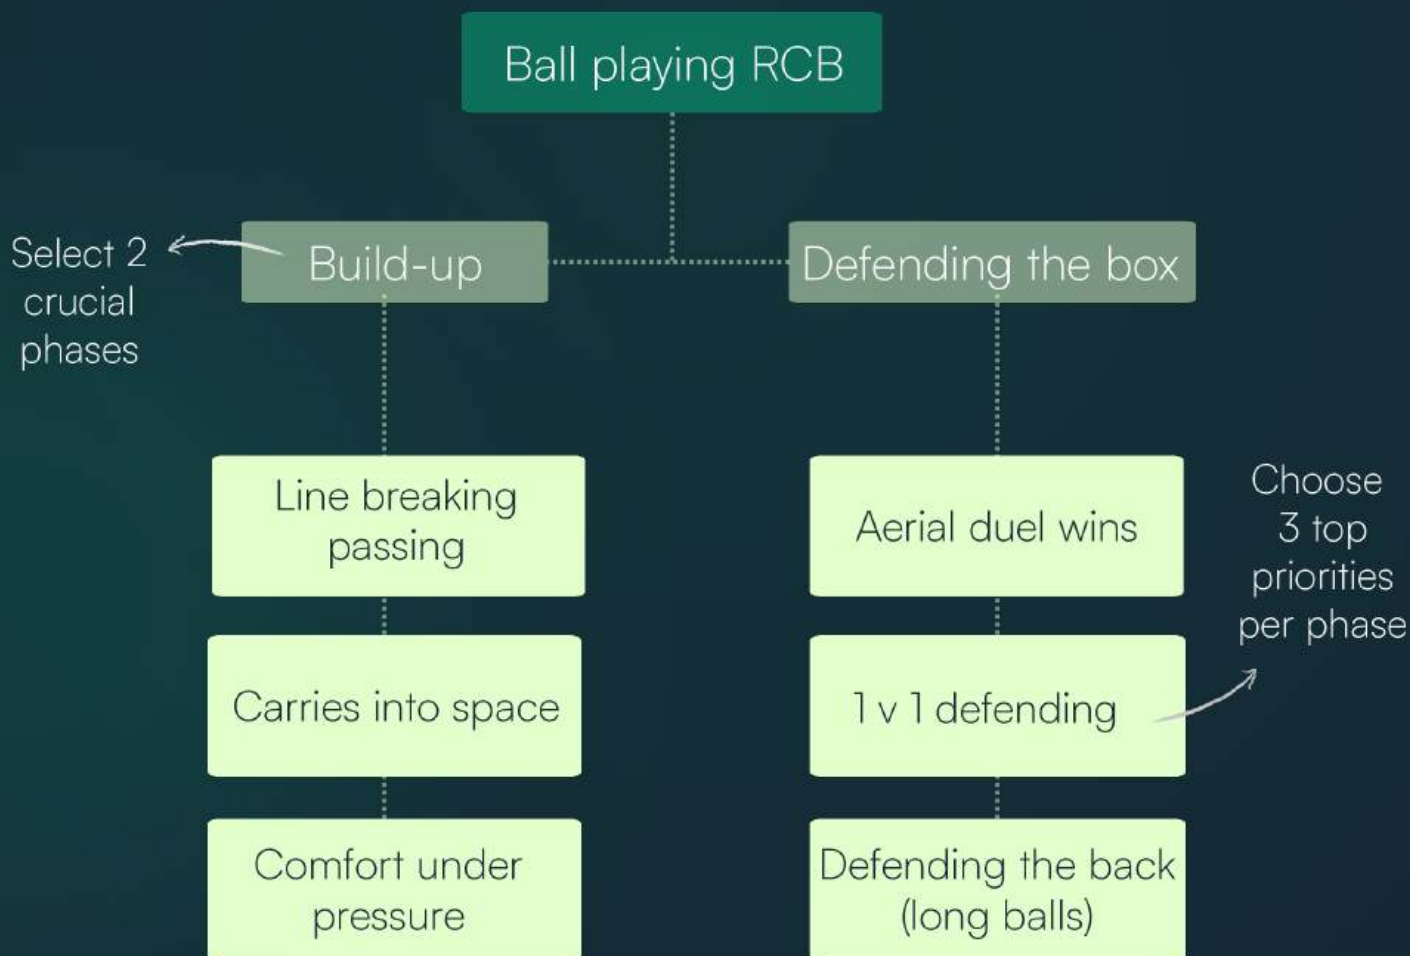 Ball playing RCB
Select 2
crucial
phases
Build-up
Defending the box
Line breaking
passing
Aerial duel wins
Choose
3 top
priorities
per phase
Carries into space
1 v 1 defending
Comfort under
pressure
Defending the back
(long balls)